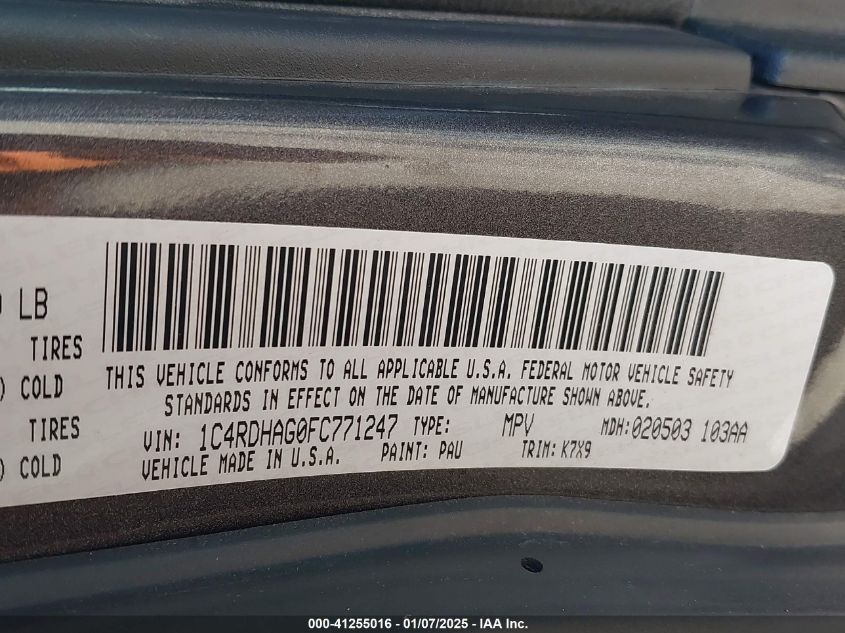 LB
TIRES
) COLD
TIRES
) COLD
THIS VEHICLE CONFORMS TO ALL APPLICABLE U.S.A. FEDERAL MOTOR VEHICLE SAFETY
STANDARDS IN EFFECT ON THE DATE OF MANUFACTURE SHOWN ABOVE.
VIN: 1C4RDHAG0FC771247 TYPE: MPV MDH:020503 103AA
VEHICLE MADE IN U.S.A. PAINT: PAU TRIM: K7X9
000-41255016 - 01/07/2025 - IAA Inc.